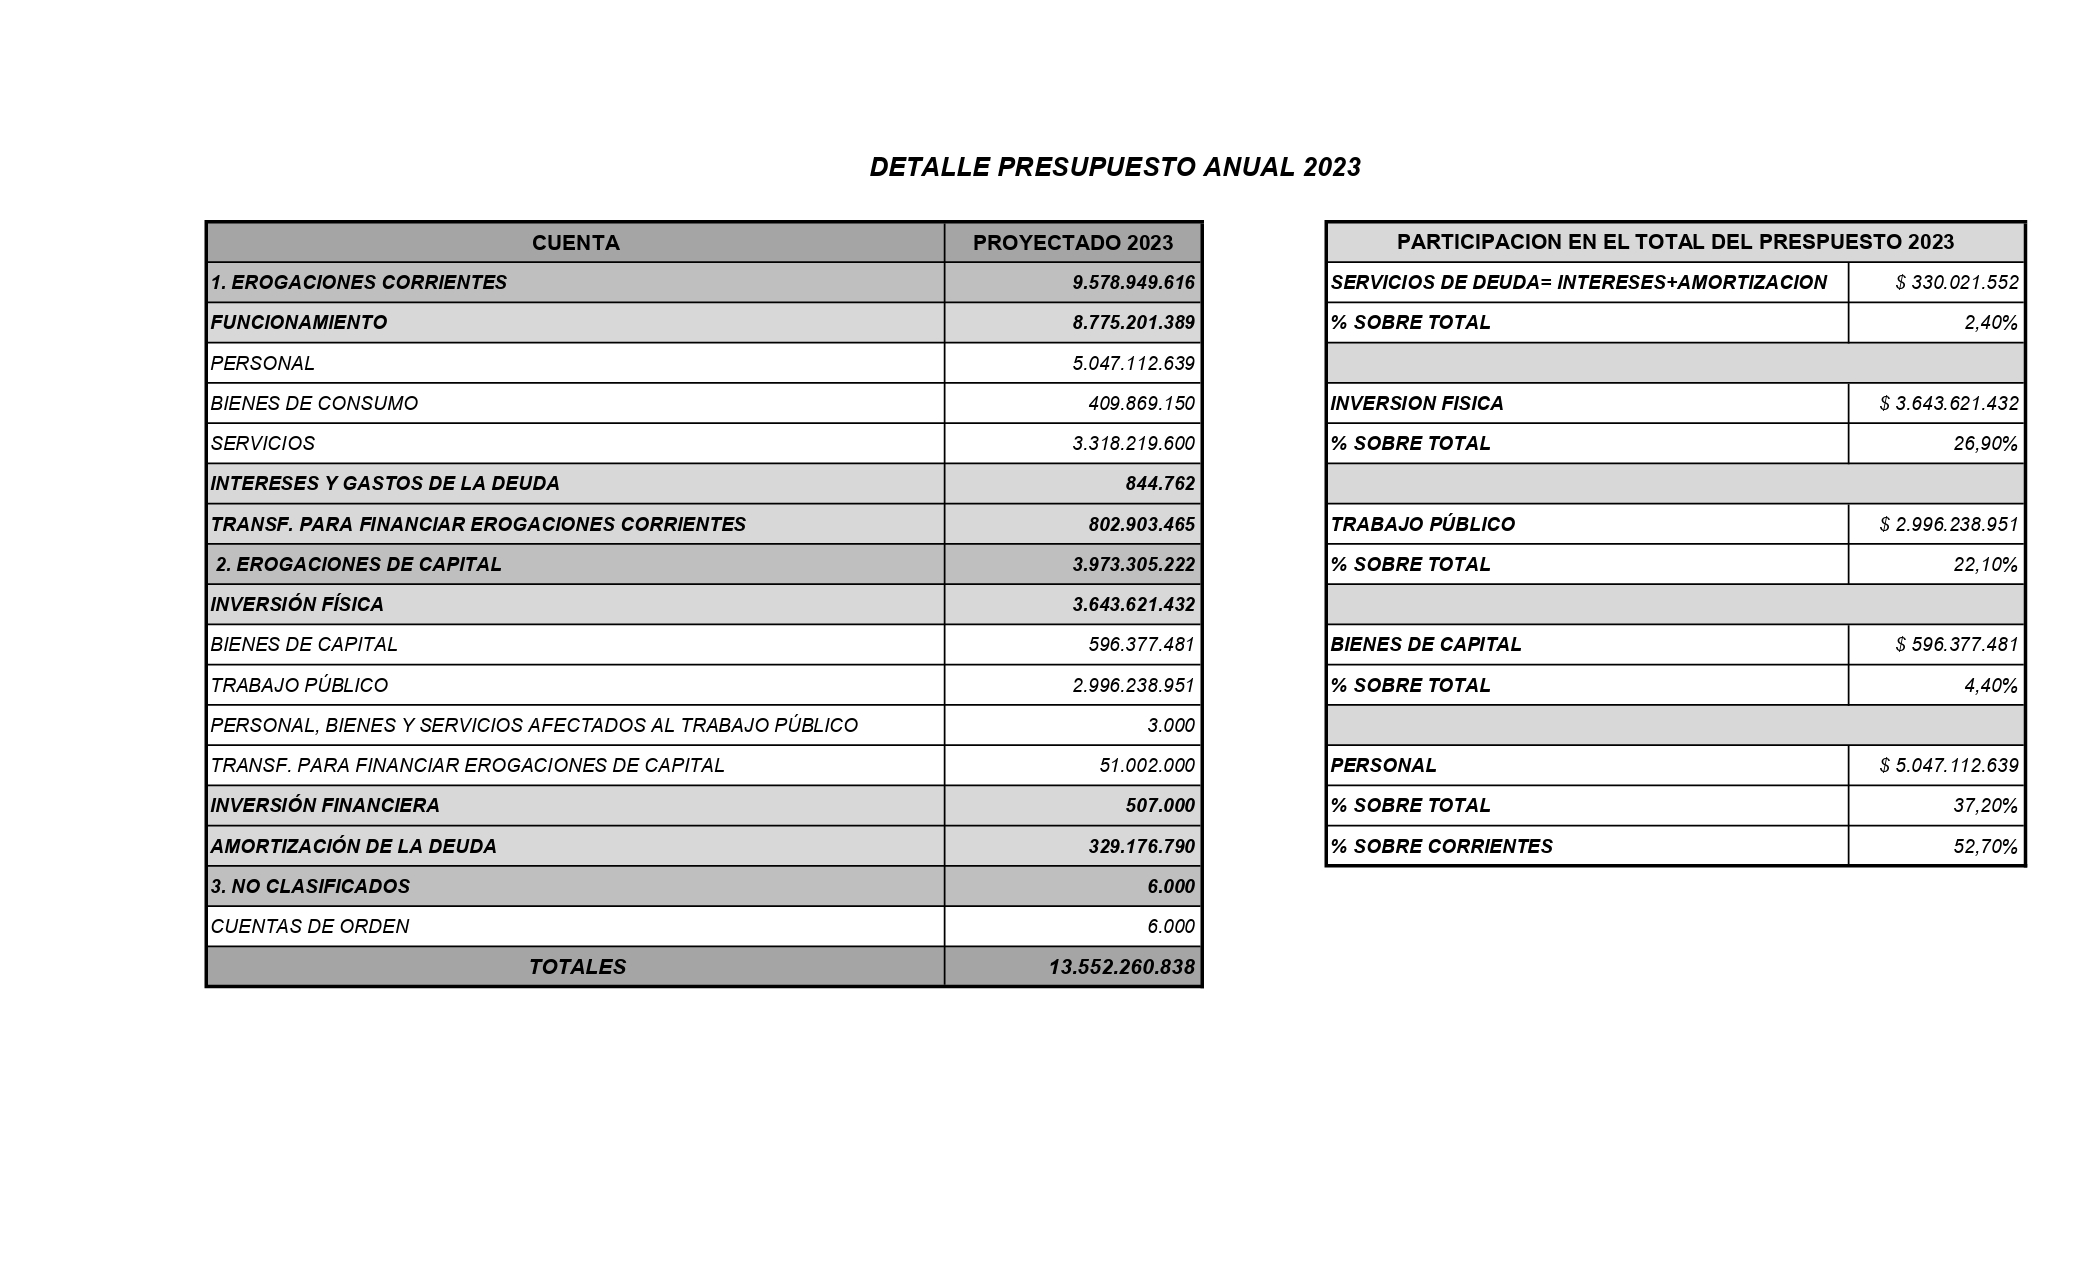 DETALLE PRESUPUESTO ANUAL 2023
CUENTA PROYECTADO 2023
1. EROGACIONES CORRIENTES 9.578.949.616
FUNCIONAMIENTO 8.775.201.389
PERSONAL 5.047.112.639
BIENES DE CONSUMO 409.869.150
SERVICIOS 3.318.219.600
INTERESES Y GASTOS DE LA DEUDA 844.762
TRANSF. PARA FINANCIAR EROGACIONES CORRIENTES 802.903.465
2. EROGACIONES DE CAPITAL 3.973.305.222
INVERSIÓN FÍSICA 3.643.621.432
BIENES DE CAPITAL 596.377.481
TRABAJO PÚBLICO 2.996.238.951
PERSONAL, BIENES Y SERVICIOS AFECTADOS AL TRABAJO PÚBLICO 3.000
TRANSF. PARA FINANCIAR EROGACIONES DE CAPITAL 51.002.000
INVERSIÓN FINANCIERA 507.000
AMORTIZACIÓN DE LA DEUDA 329.176.790
3. NO CLASIFICADOS 6.000
CUENTAS DE ORDEN 6.000
TOTALES 13.552.260.838
PARTICIPACION EN EL TOTAL DEL PRESPUESTO 2023
SERVICIOS DE DEUDA= INTERESES+AMORTIZACION $ 330.021.552
% SOBRE TOTAL 2,40%
INVERSION FISICA $ 3.643.621.432
% SOBRE TOTAL 26,90%
TRABAJO PÚBLICO $ 2.996.238.951
% SOBRE TOTAL 22,10%
BIENES DE CAPITAL $ 596.377.481
% SOBRE TOTAL 4,40%
PERSONAL $ 5.047.112.639
% SOBRE TOTAL 37,20%
% SOBRE CORRIENTES 52,70%